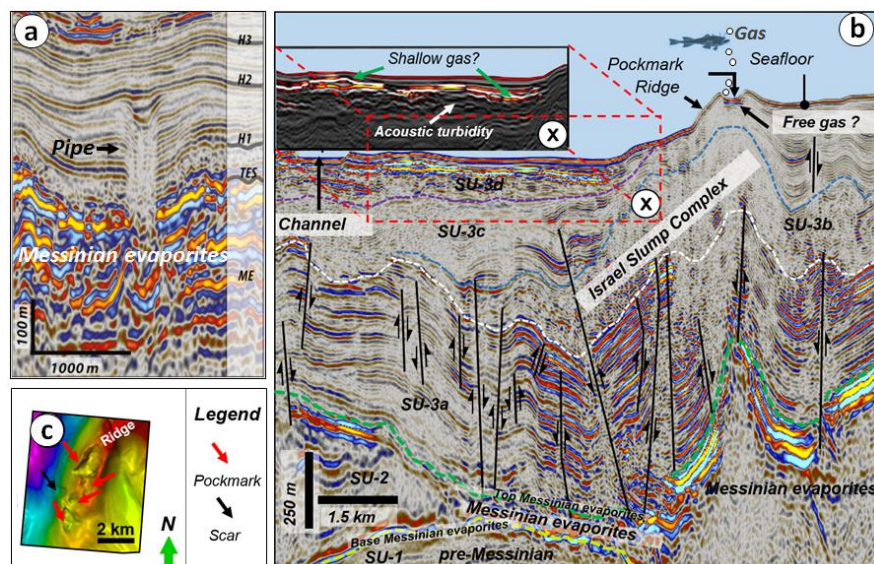 a
H3
H2
H1
Pipe
TES
Messinian evaporites
ME
100 m
1000 m
b
Gas
Shallow gas?
Pockmark
Seafloor
Ridge
Acoustic turbidity
Free gas ?
X
SU-3d
X
Channel
SU-3c
SU-3b
Israel Slump Complex
SU-3a
SU-2
250 m
1.5 km
Top Messinian evaporites
Messinian evaporites
Messinian evaporites
Base Messinian evaporites
SU-1
pre-Messinian
c
Ridge
2 km
N
Legend
Pockmark
Scar